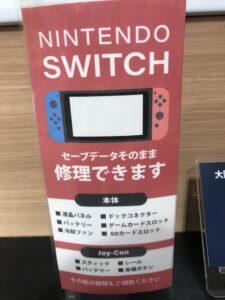 NINTENDO
SWITCH
セーブデータそのまま
修理できます
本体
■液晶パネル ■ドックコネクター
■バッテリー ■ゲームカードスロット
■冷却ファン ■SDカードスロット
Joy-Con
■スティック ■レール
■バッテリー ■各種ボタン
その他の故障もご相談ください